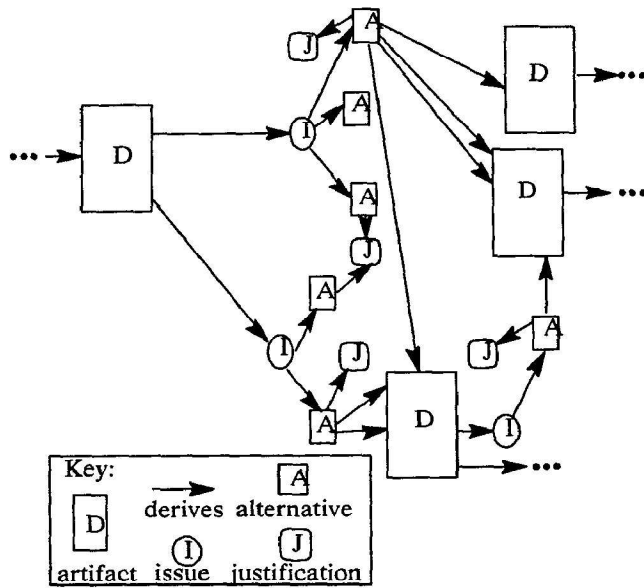 A
J
D
...
A
D
I
...
D
...
A
J
A
A
I
J
J
A
D
I
...
Key:
A
D
derives alternative
I
J
artifact issue justification